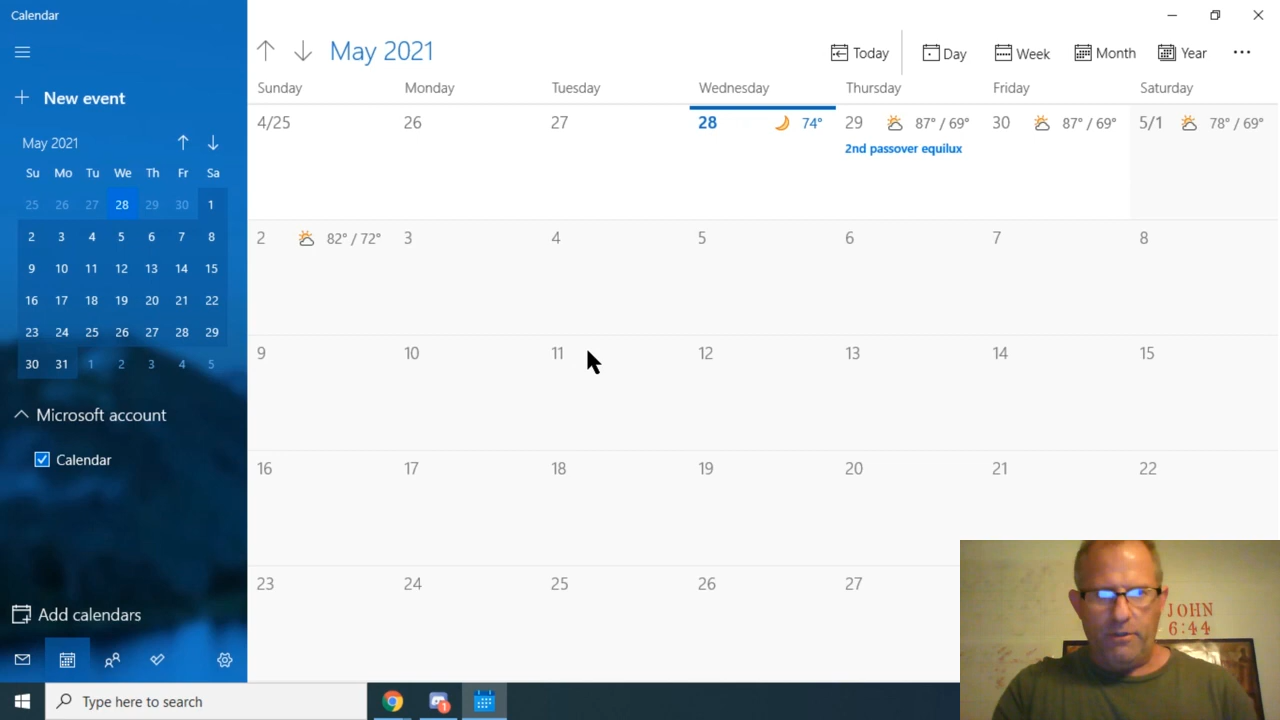 Calendar
May 2021
Today
Day
Week
Month
Year
Sunday Monday Tuesday Wednesday Thursday Friday Saturday
New event
4/25 26 27 28 74° 29 87° / 69° 30 87° / 69° 5/1 78° / 69°
2nd passover equilux
May 2021
Su Mo Tu We Th Fr Sa
25 26 27 28 29 30 1
2 3 4 5 6 7 8
9 10 11 12 13 14 15
16 17 18 19 20 21 22
23 24 25 26 27 28 29
30 31 1 2 3 4 5
2 82° / 72° 3 4 5 6 7 8
9 10 11 12 13 14 15
Microsoft account
Calendar
16 17 18 19 20 21 22
23 24 25 26 27
Add calendars
JOHN
6:44
Type here to search
1